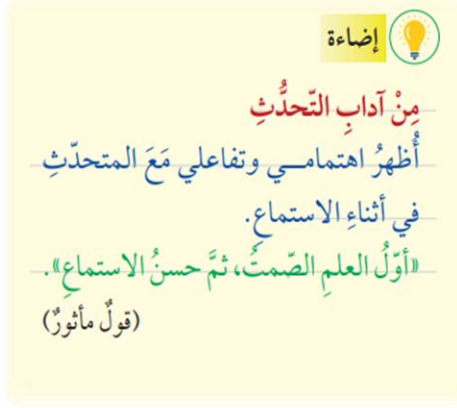 إضاءة
مِنْ آدابِ التّحدُّثِ
أُظهرُ اهتمامي وتفاعلي مَعَ المتحدّثِ
في أثناءِ الاستماعِ.
«أوّلُ العلمِ الصّمتُ، ثمَّ حسنُ الاستماعِ».
(قولٌ مأثورٌ)